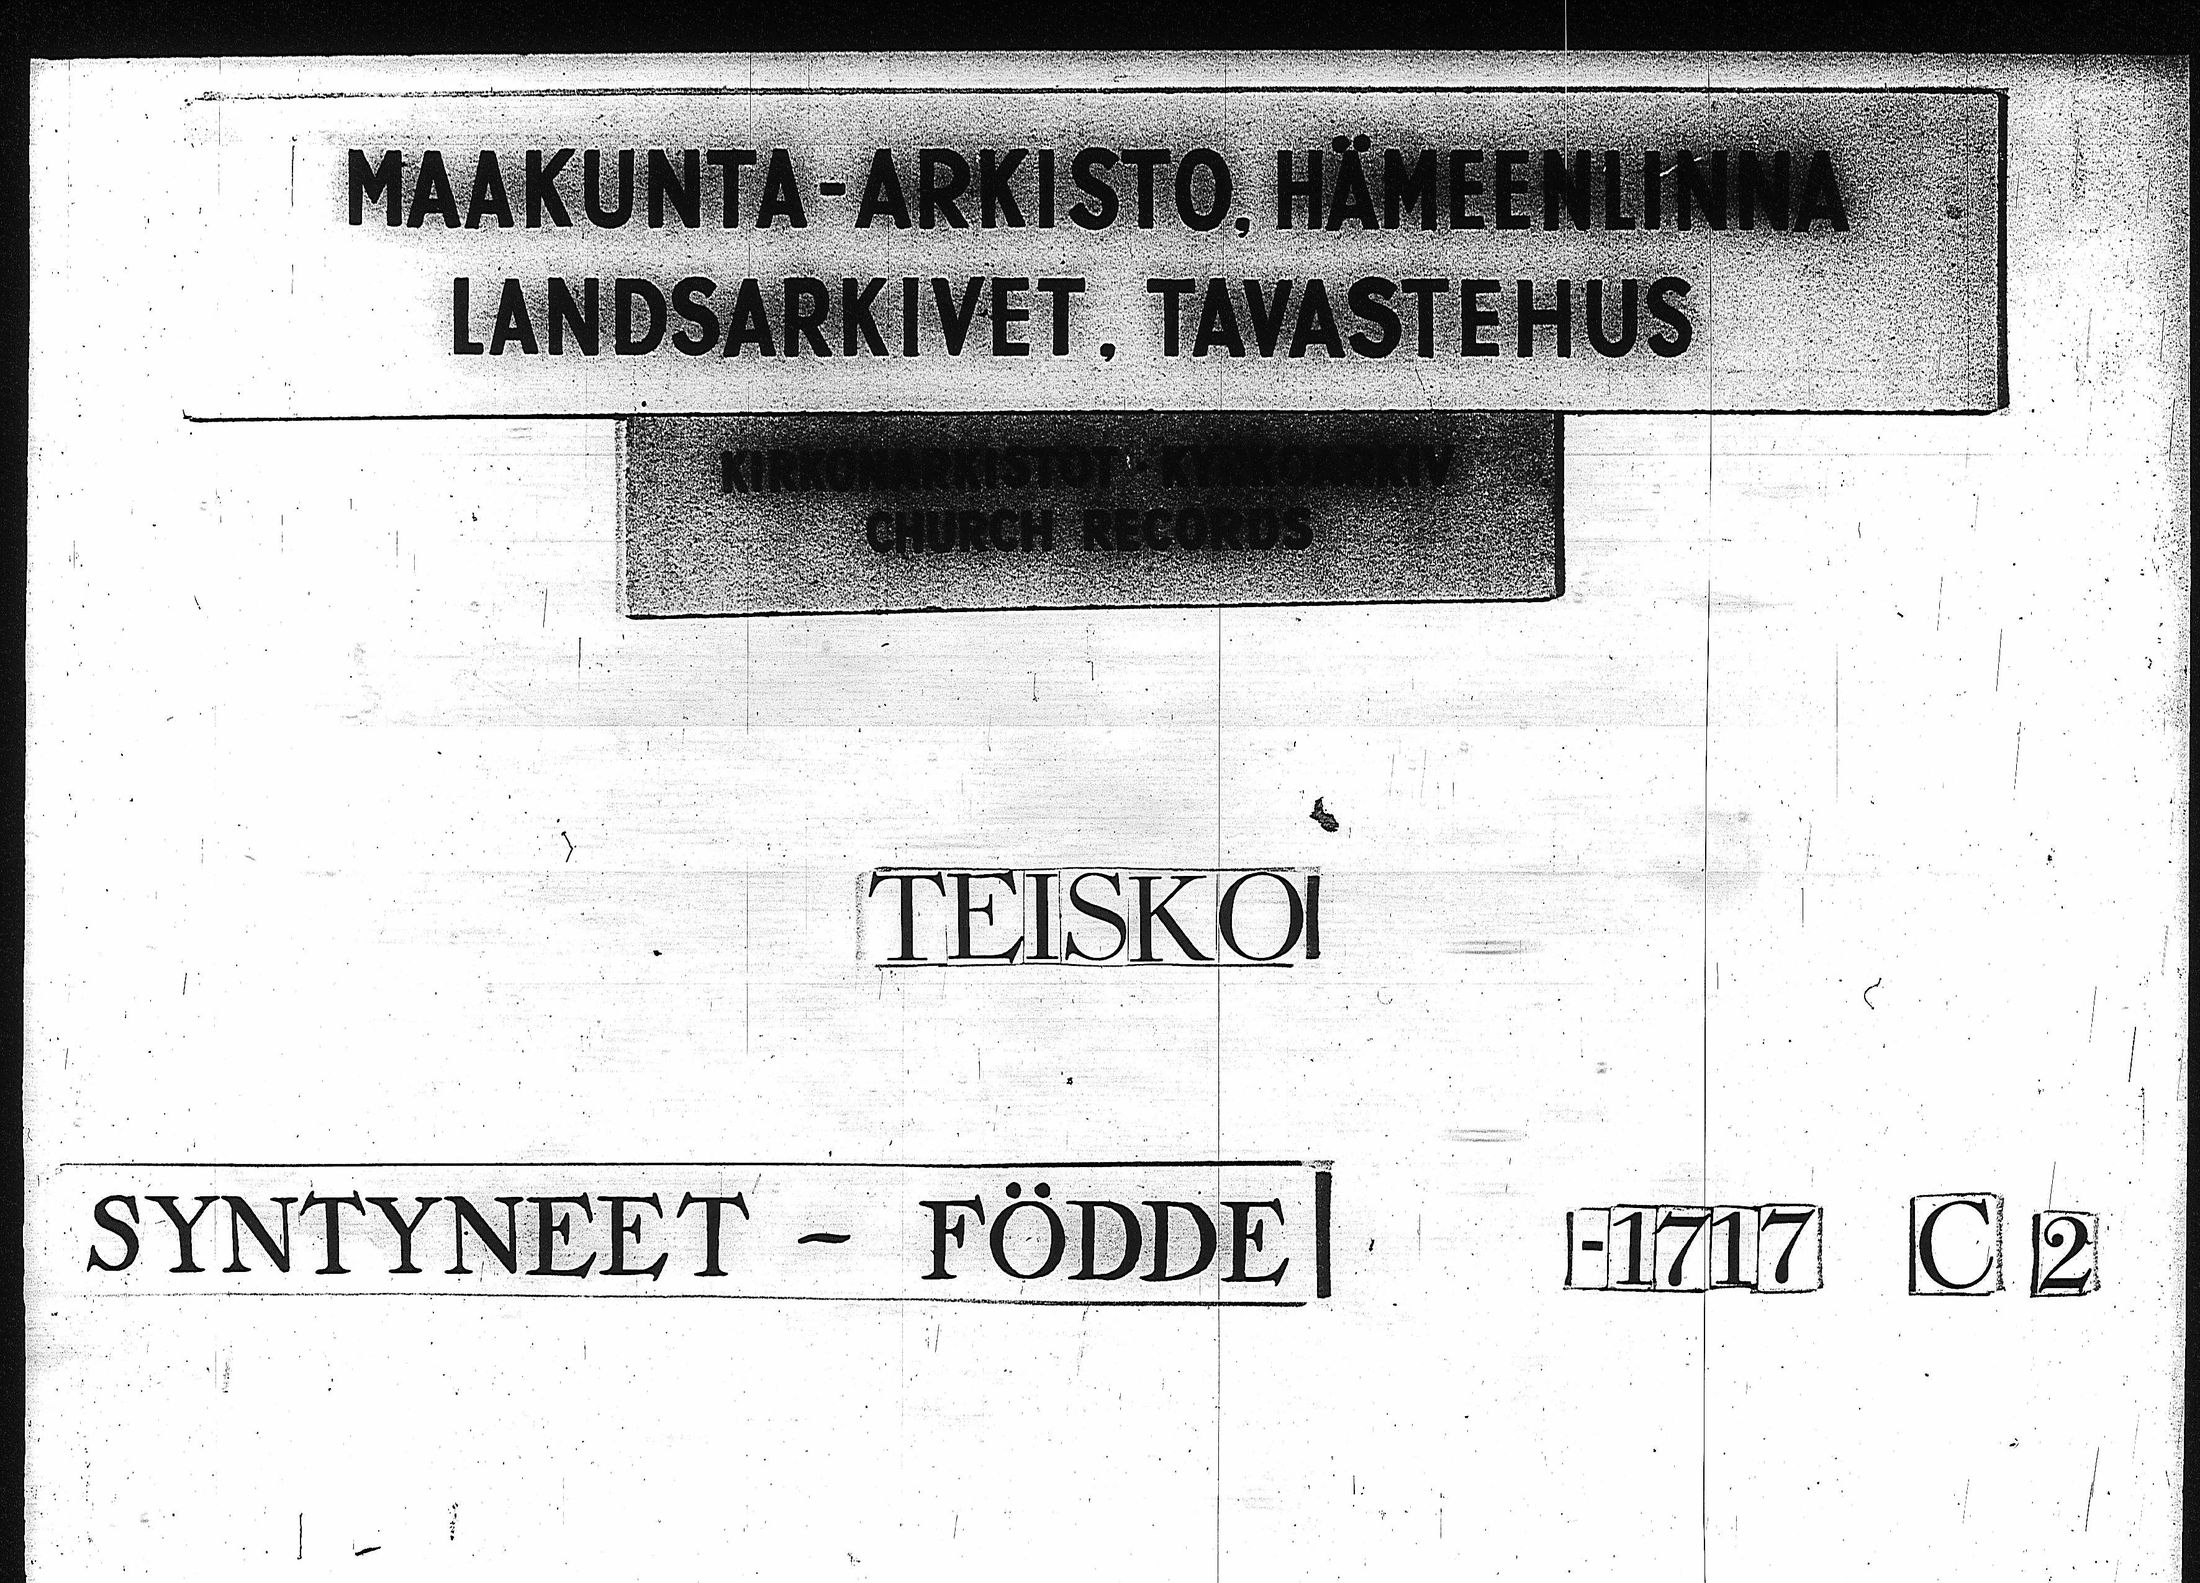 MAAKUNTA-ARKISTO, HÄMEENLINNA
LANDSARKIVET, TAVASTEHUS
KIRKONARKISTOT - KYRKOARKIV
CHURCH RECORDS
TEISKO
SYNTYNEET - FÖDDE -1717 C 2